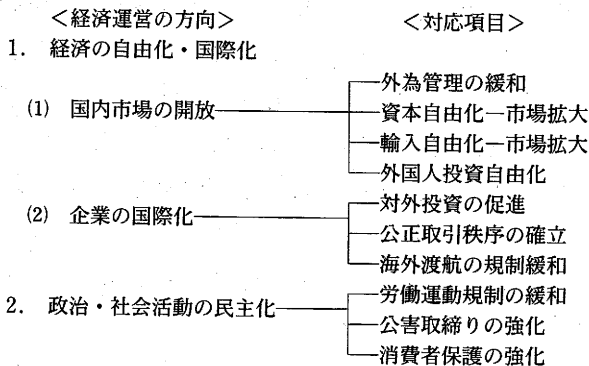 ＜経済運営の方向＞ ＜対応項目＞
1. 経済の自由化・国際化
外為管理の緩和
(1) 国内市場の開放 資本自由化―市場拡大
輸入自由化―市場拡大
外国人投資自由化
(2) 企業の国際化 対外投資の促進
公正取引秩序の確立
海外渡航の規制緩和
2. 政治・社会活動の民主化 労働運動規制の緩和
公害取締りの強化
消費者保護の強化